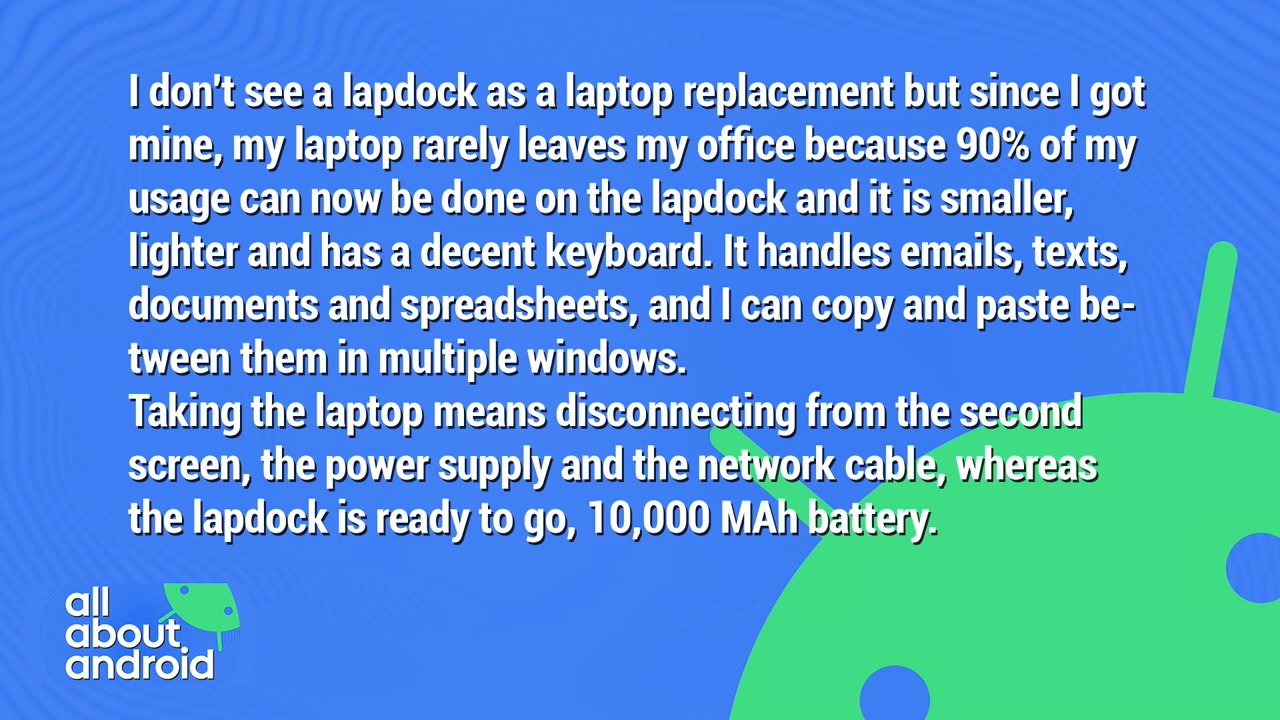 I don't see a lapdock as a laptop replacement but since I got
mine, my laptop rarely leaves my office because 90% of my
usage can now be done on the lapdock and it is smaller,
lighter and has a decent keyboard. It handles emails, texts,
documents and spreadsheets, and I can copy and paste be-
tween them in multiple windows.
Taking the laptop means disconnecting from the second
screen, the power supply and the network cable, whereas
the lapdock is ready to go, 10,000 MAh battery.
all
about
android